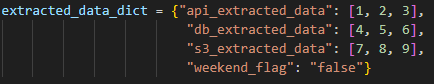 extracted_data_dict = {"api_extracted_data": [1, 2, 3],
"db_extracted_data": [4, 5, 6],
"s3_extracted_data": [7, 8, 9],
"weekend_flag": "false"}